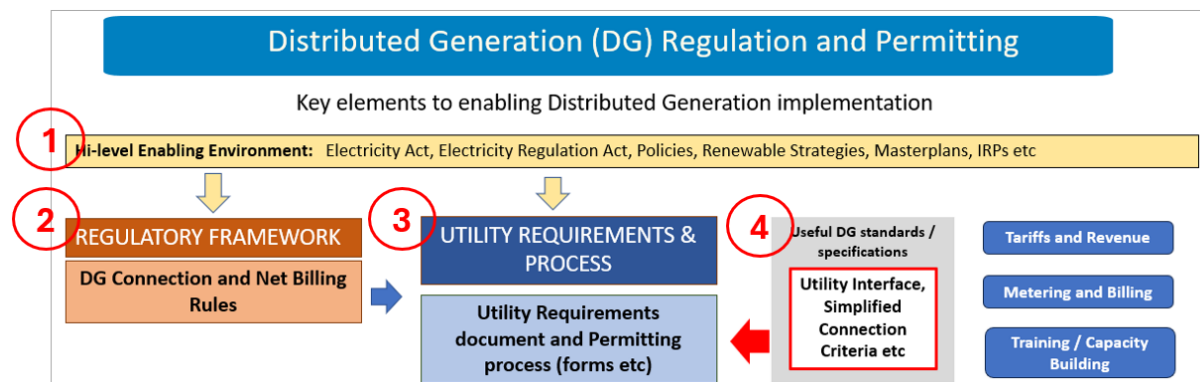 Distributed Generation (DG) Regulation and Permitting
Key elements to enabling Distributed Generation implementation
1
Hi-level Enabling Environment: Electricity Act, Electricity Regulation Act, Policies, Renewable Strategies, Masterplans, IRPs etc
2
REGULATORY FRAMEWORK
DG Connection and Net Billing
Rules
3
UTILITY REQUIREMENTS &
PROCESS
Utility Requirements
document and Permitting
process (forms etc)
4
Useful DG standards /
specifications
Utility Interface,
Simplified
Connection
Criteria etc
Tariffs and Revenue
Metering and Billing
Training / Capacity
Building